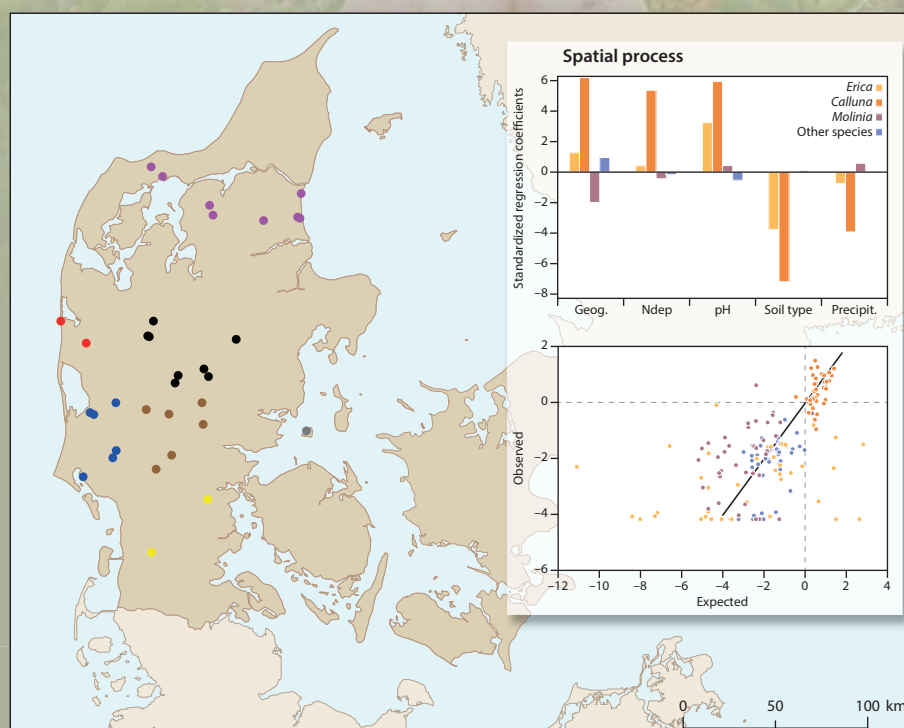 Spatial process
Standardized regression coefficients
6
4
2
0
−2
−4
−6
−8
Erica
Calluna
Molinia
Other species
Geog. Ndep pH Soil type Precipit.
Observed
2
0
−2
−4
−6
−12 −10 −8 −6 −4 −2 0 2 4
Expected
0 50 100 km